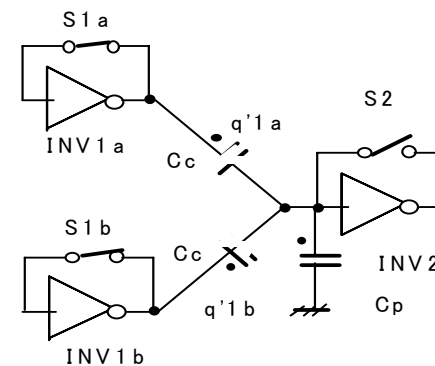 S1a
q'1a
S2
INV1a
Cc
S1b
Cc
INV2
q'1b
Cp
INV1b